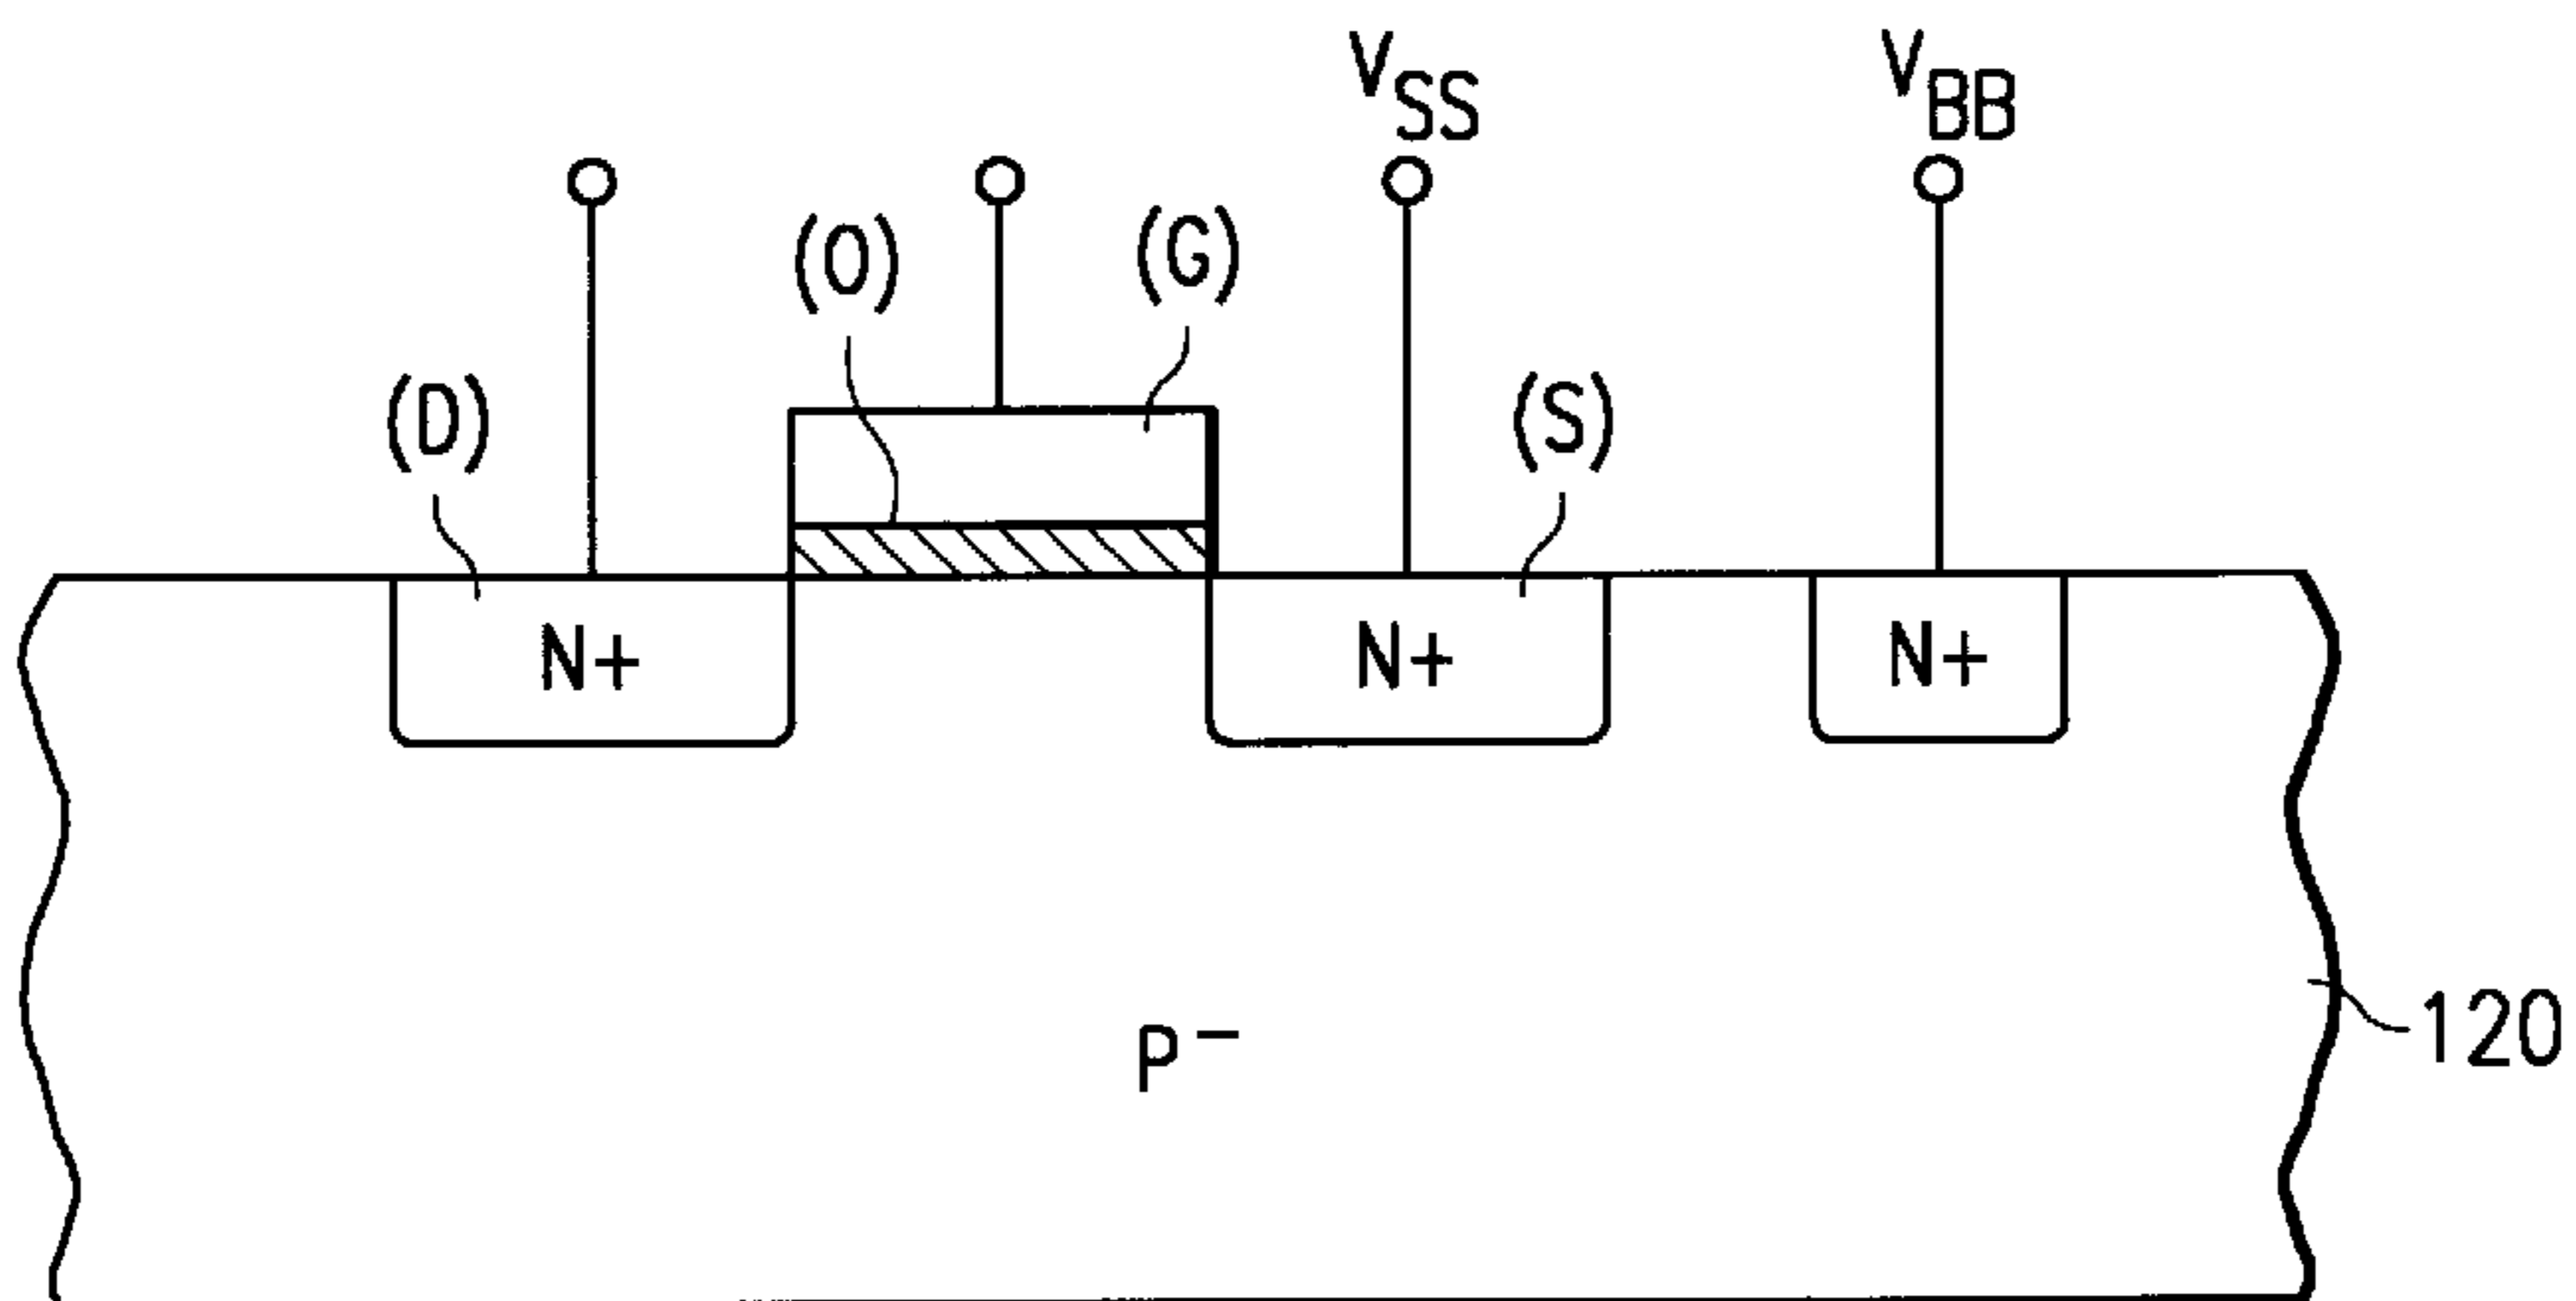 V_SS
V_BB
(O)
(G)
(D)
(S)
N+
N+
N+
P⁻
120